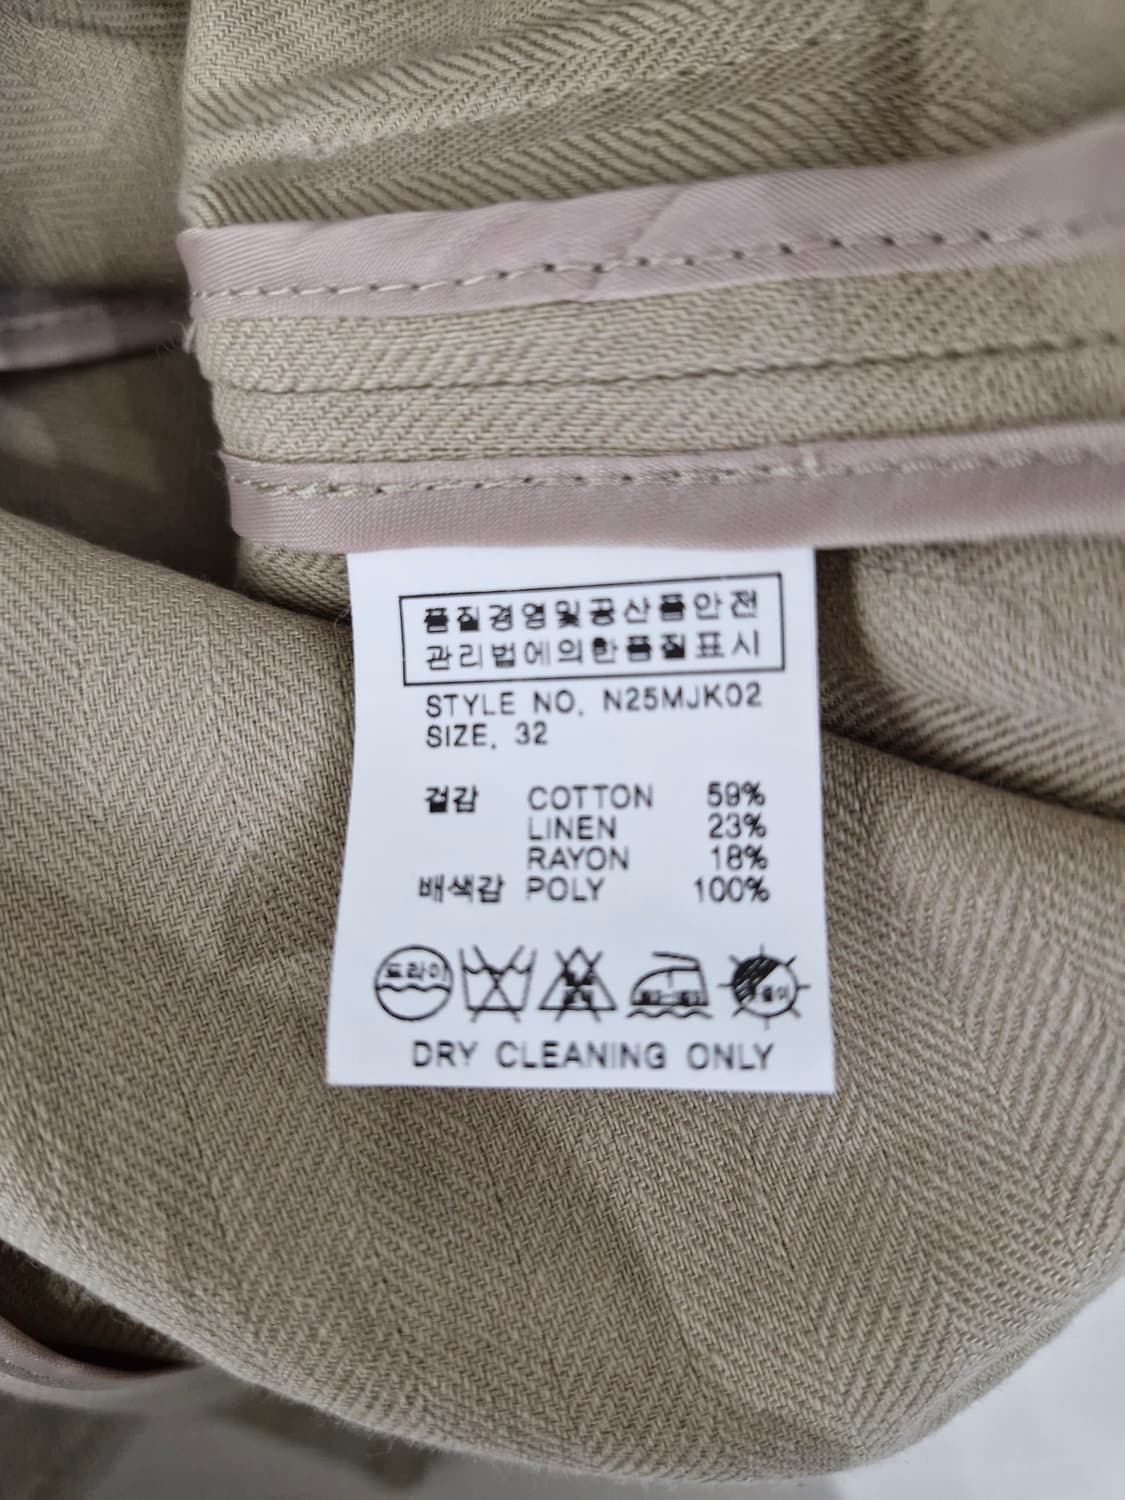 품질경영및공산품안전
관리법에의한품질표시
STYLE NO. N25MJK02
SIZE. 32
겉감 COTTON 59%
LINEN 23%
RAYON 18%
배색감 POLY 100%
드라이
DRY CLEANING ONLY